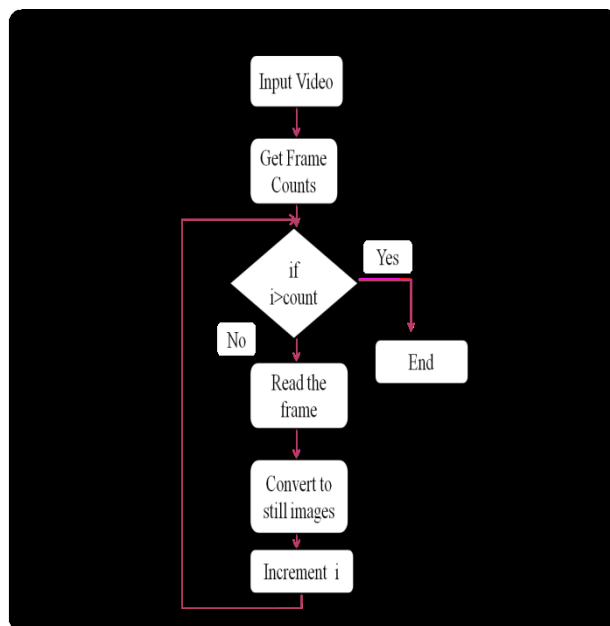 Input Video
Get Frame
Counts
if
i>count
Yes
No
End
Read the
frame
Convert to
still images
Increment i